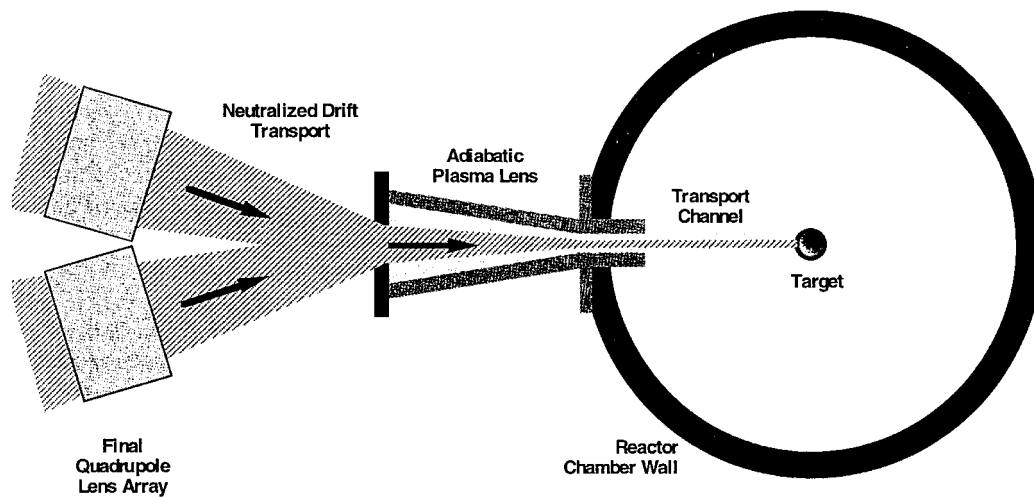 Neutralized Drift
Transport
Adiabatic
Plasma Lens
Transport
Channel
Target
Final
Quadrupole
Lens Array
Reactor
Chamber Wall